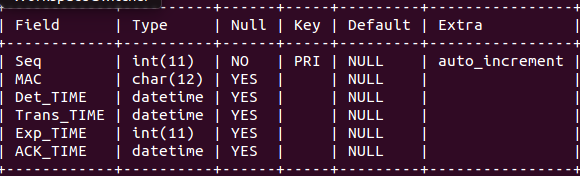 | Field | Type | Null | Key | Default | Extra |
| Seq | int(11) | NO | PRI | NULL | auto_increment |
| MAC | char(12) | YES | | NULL | |
| Det_TIME | datetime | YES | | NULL | |
| Trans_TIME | datetime | YES | | NULL | |
| Exp_TIME | int(11) | YES | | NULL | |
| ACK_TIME | datetime | YES | | NULL | |